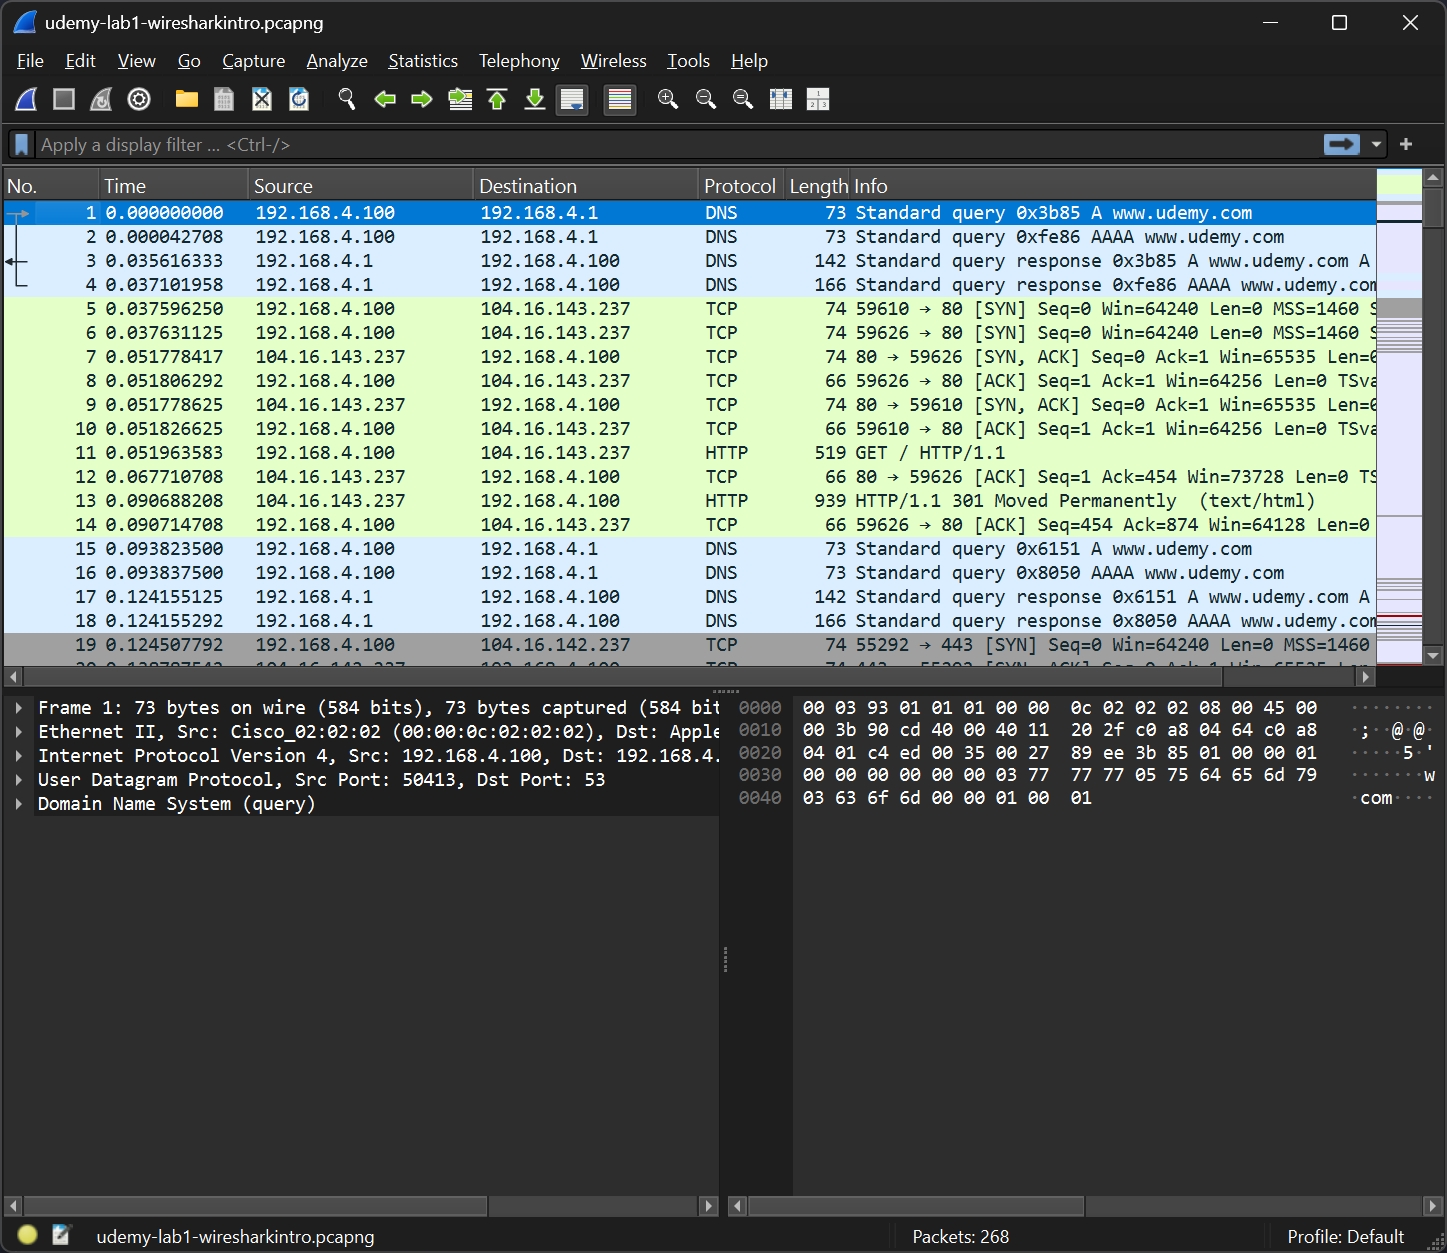 udemy-lab1-wiresharkintro.pcapng
File Edit View Go Capture Analyze Statistics Telephony Wireless Tools Help
Apply a display filter ... <Ctrl-/>
No. Time Source Destination Protocol Length Info
1 0.000000000 192.168.4.100 192.168.4.1 DNS 73 Standard query 0x3b85 A www.udemy.com
2 0.000042708 192.168.4.100 192.168.4.1 DNS 73 Standard query 0xfe86 AAAA www.udemy.com
3 0.035616333 192.168.4.1 192.168.4.100 DNS 142 Standard query response 0x3b85 A www.udemy.com A
4 0.037101958 192.168.4.1 192.168.4.100 DNS 166 Standard query response 0xfe86 AAAA www.udemy.con
5 0.037596250 192.168.4.100 104.16.143.237 TCP 74 59610 → 80 [SYN] Seq=0 Win=64240 Len=0 MSS=1460 S
6 0.037631125 192.168.4.100 104.16.143.237 TCP 74 59626 → 80 [SYN] Seq=0 Win=64240 Len=0 MSS=1460 S
7 0.051778417 104.16.143.237 192.168.4.100 TCP 74 80 → 59626 [SYN, ACK] Seq=0 Ack=1 Win=65535 Len=0
8 0.051806292 192.168.4.100 104.16.143.237 TCP 66 59626 → 80 [ACK] Seq=1 Ack=1 Win=64256 Len=0 TSva
9 0.051778625 104.16.143.237 192.168.4.100 TCP 74 80 → 59610 [SYN, ACK] Seq=0 Ack=1 Win=65535 Len=0
10 0.051826625 192.168.4.100 104.16.143.237 TCP 66 59610 → 80 [ACK] Seq=1 Ack=1 Win=64256 Len=0 TSva
11 0.051963583 192.168.4.100 104.16.143.237 HTTP 519 GET / HTTP/1.1
12 0.067710708 104.16.143.237 192.168.4.100 TCP 66 80 → 59626 [ACK] Seq=1 Ack=454 Win=73728 Len=0 TS
13 0.090688208 104.16.143.237 192.168.4.100 HTTP 939 HTTP/1.1 301 Moved Permanently (text/html)
14 0.090714708 192.168.4.100 104.16.143.237 TCP 66 59626 → 80 [ACK] Seq=454 Ack=874 Win=64128 Len=0
15 0.093823500 192.168.4.100 192.168.4.1 DNS 73 Standard query 0x6151 A www.udemy.com
16 0.093837500 192.168.4.100 192.168.4.1 DNS 73 Standard query 0x8050 AAAA www.udemy.com
17 0.124155125 192.168.4.1 192.168.4.100 DNS 142 Standard query response 0x6151 A www.udemy.com A
18 0.124155292 192.168.4.1 192.168.4.100 DNS 166 Standard query response 0x8050 AAAA www.udemy.con
19 0.124507792 192.168.4.100 104.16.142.237 TCP 74 55292 → 443 [SYN] Seq=0 Win=64240 Len=0 MSS=1460
Frame 1: 73 bytes on wire (584 bits), 73 bytes captured (584 bit
Ethernet II, Src: Cisco_02:02:02 (00:00:0c:02:02:02), Dst: Apple
Internet Protocol Version 4, Src: 192.168.4.100, Dst: 192.168.4.
User Datagram Protocol, Src Port: 50413, Dst Port: 53
Domain Name System (query)
0000 00 03 93 01 01 01 00 00 0c 02 02 02 08 00 45 00 ········
0010 00 3b 90 cd 40 00 40 11 20 2f c0 a8 04 64 c0 a8 ·;··@·@·
0020 04 01 c4 ed 00 35 00 27 89 ee 3b 85 01 00 00 01 ·····5·'
0030 00 00 00 00 00 00 03 77 77 77 05 75 64 65 6d 79 ·······w
0040 03 63 6f 6d 00 00 01 00 01 ·com····
udemy-lab1-wiresharkintro.pcapng Packets: 268 Profile: Default